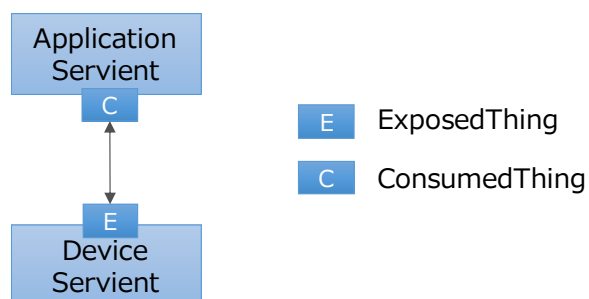 Application
Servient
C
E
Device
Servient
E ExposedThing
C ConsumedThing